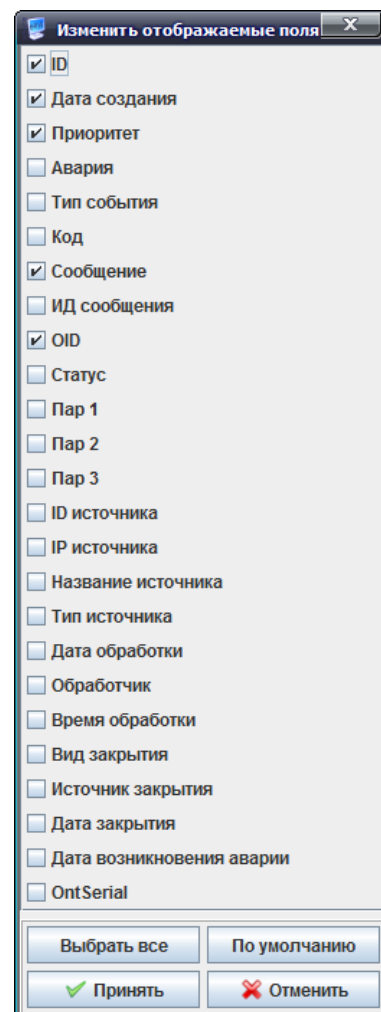 Изменить отображаемые поля
ID
Дата создания
Приоритет
Авария
Тип события
Код
Сообщение
ИД сообщения
OID
Статус
Пар 1
Пар 2
Пар 3
ID источника
IP источника
Название источника
Тип источника
Дата обработки
Обработчик
Время обработки
Вид закрытия
Источник закрытия
Дата закрытия
Дата возникновения аварии
OntSerial
Выбрать все По умолчанию
Принять Отменить